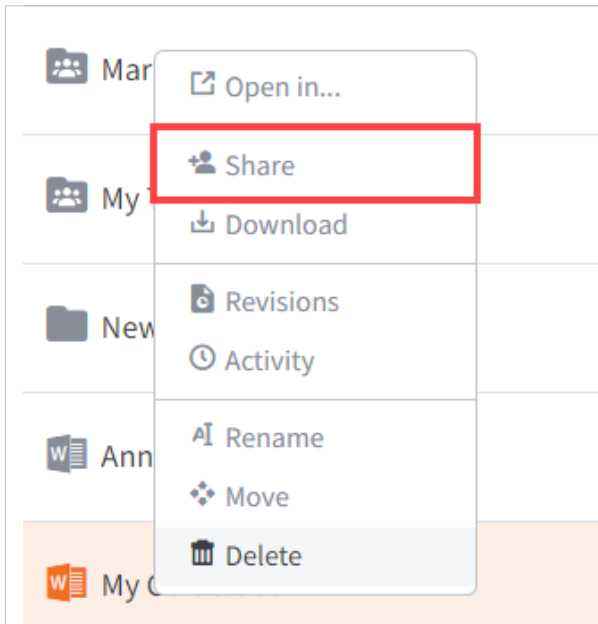 Mar
Open in...
Share
My
Download
Revisions
New
Activity
Rename
Ann
Move
Delete
My